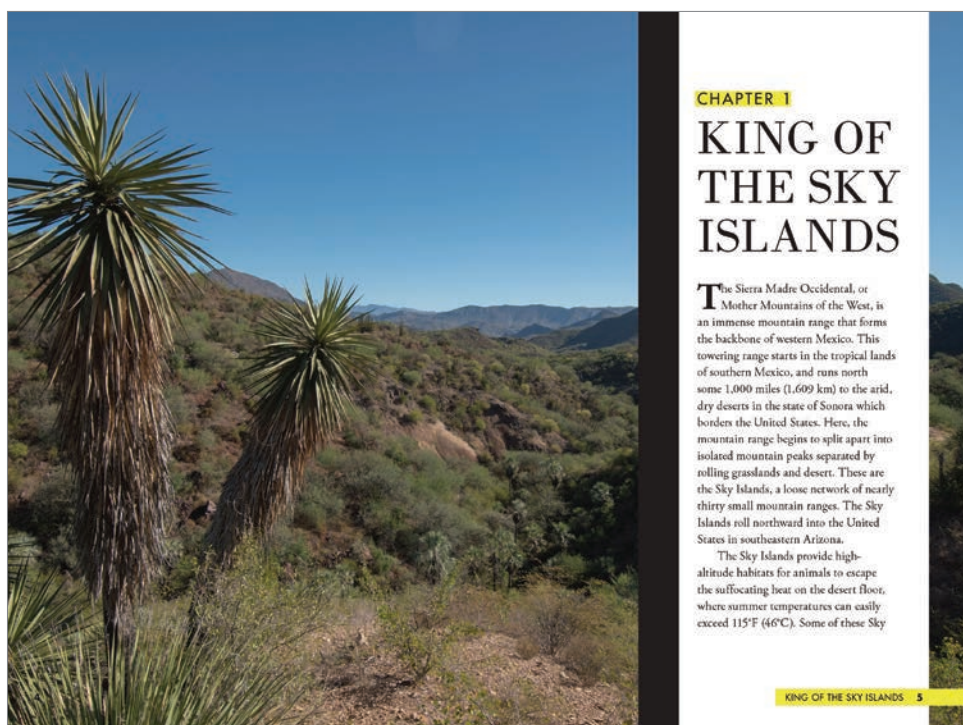 CHAPTER 1
KING OF
THE SKY
ISLANDS
The Sierra Madre Occidental, or
Mother Mountains of the West, is
an immense mountain range that forms
the backbone of western Mexico. This
towering range starts in the tropical lands
of southern Mexico, and runs north
some 1,000 miles (1,609 km) to the arid,
dry deserts in the state of Sonora which
borders the United States. Here, the
mountain range begins to split apart into
isolated mountain peaks separated by
rolling grasslands and desert. These are
the Sky Islands, a loose network of nearly
thirty small mountain ranges. The Sky
Islands roll northward into the United
States in southeastern Arizona.
The Sky Islands provide high-
altitude habitats for animals to escape
the suffocating heat on the desert floor,
where summer temperatures can easily
exceed 115°F (46°C). Some of these Sky
KING OF THE SKY ISLANDS 5